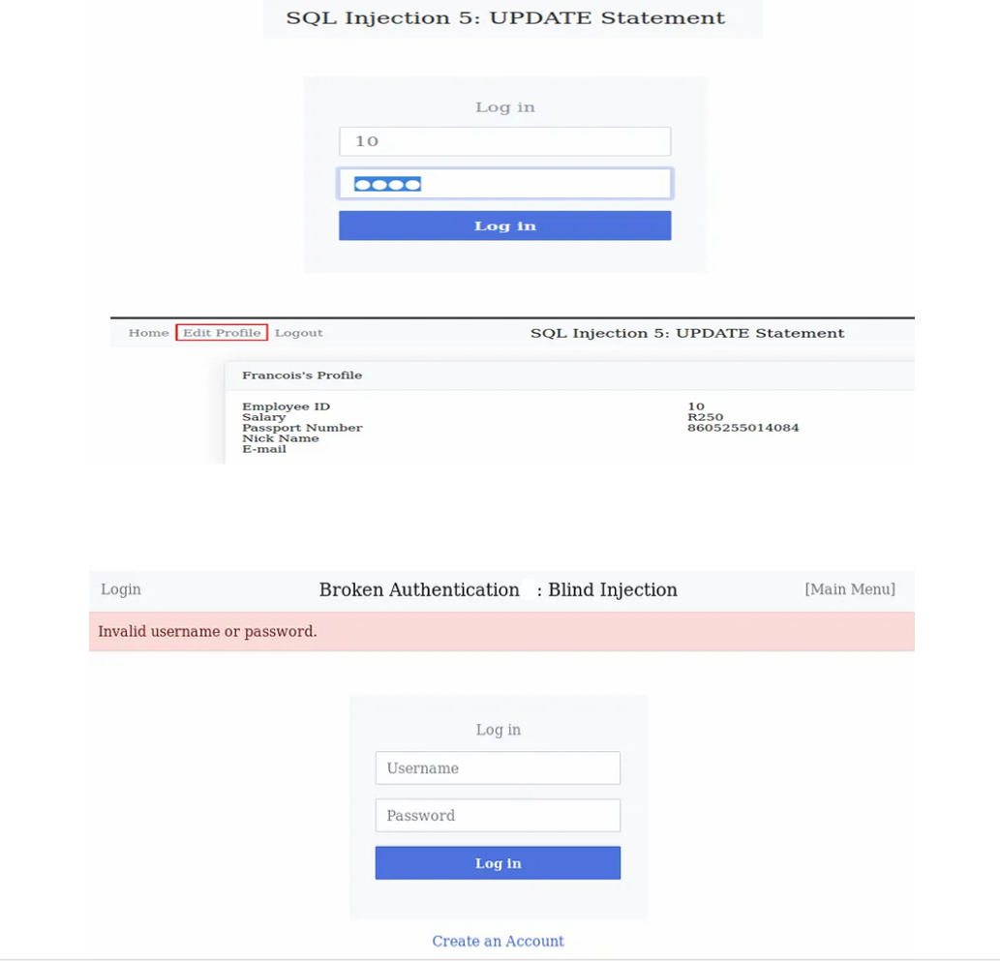 SQL Injection 5: UPDATE Statement
Log in
10
Log in
Home Edit Profile Logout SQL Injection 5: UPDATE Statement
Francois's Profile
Employee ID 10
Salary R250
Passport Number 8605255014084
Nick Name
E-mail
Login Broken Authentication : Blind Injection [Main Menu]
Invalid username or password.
Log in
Username
Password
Log in
Create an Account